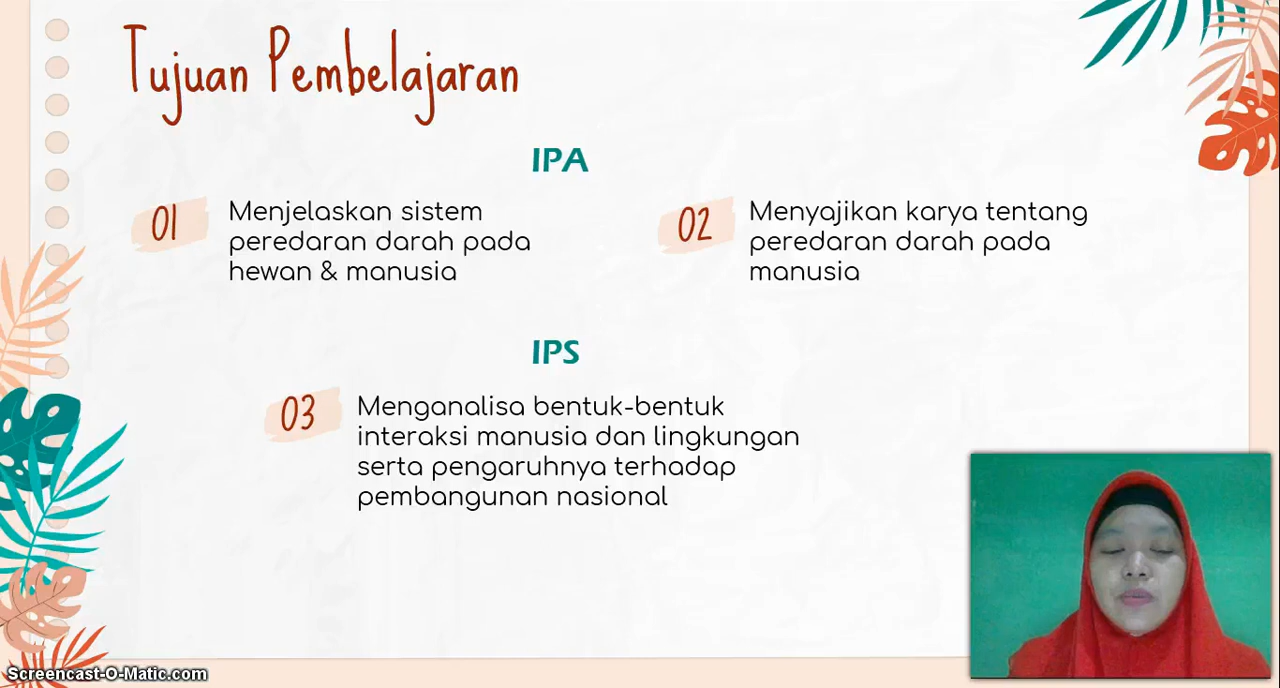 Tujuan Pembelajaran
IPA
01
Menjelaskan sistem
peredaran darah pada
hewan & manusia
02
Menyajikan karya tentang
peredaran darah pada
manusia
IPS
03
Menganalisa bentuk-bentuk
interaksi manusia dan lingkungan
serta pengaruhnya terhadap
pembangunan nasional
Screencast-O-Matic.com